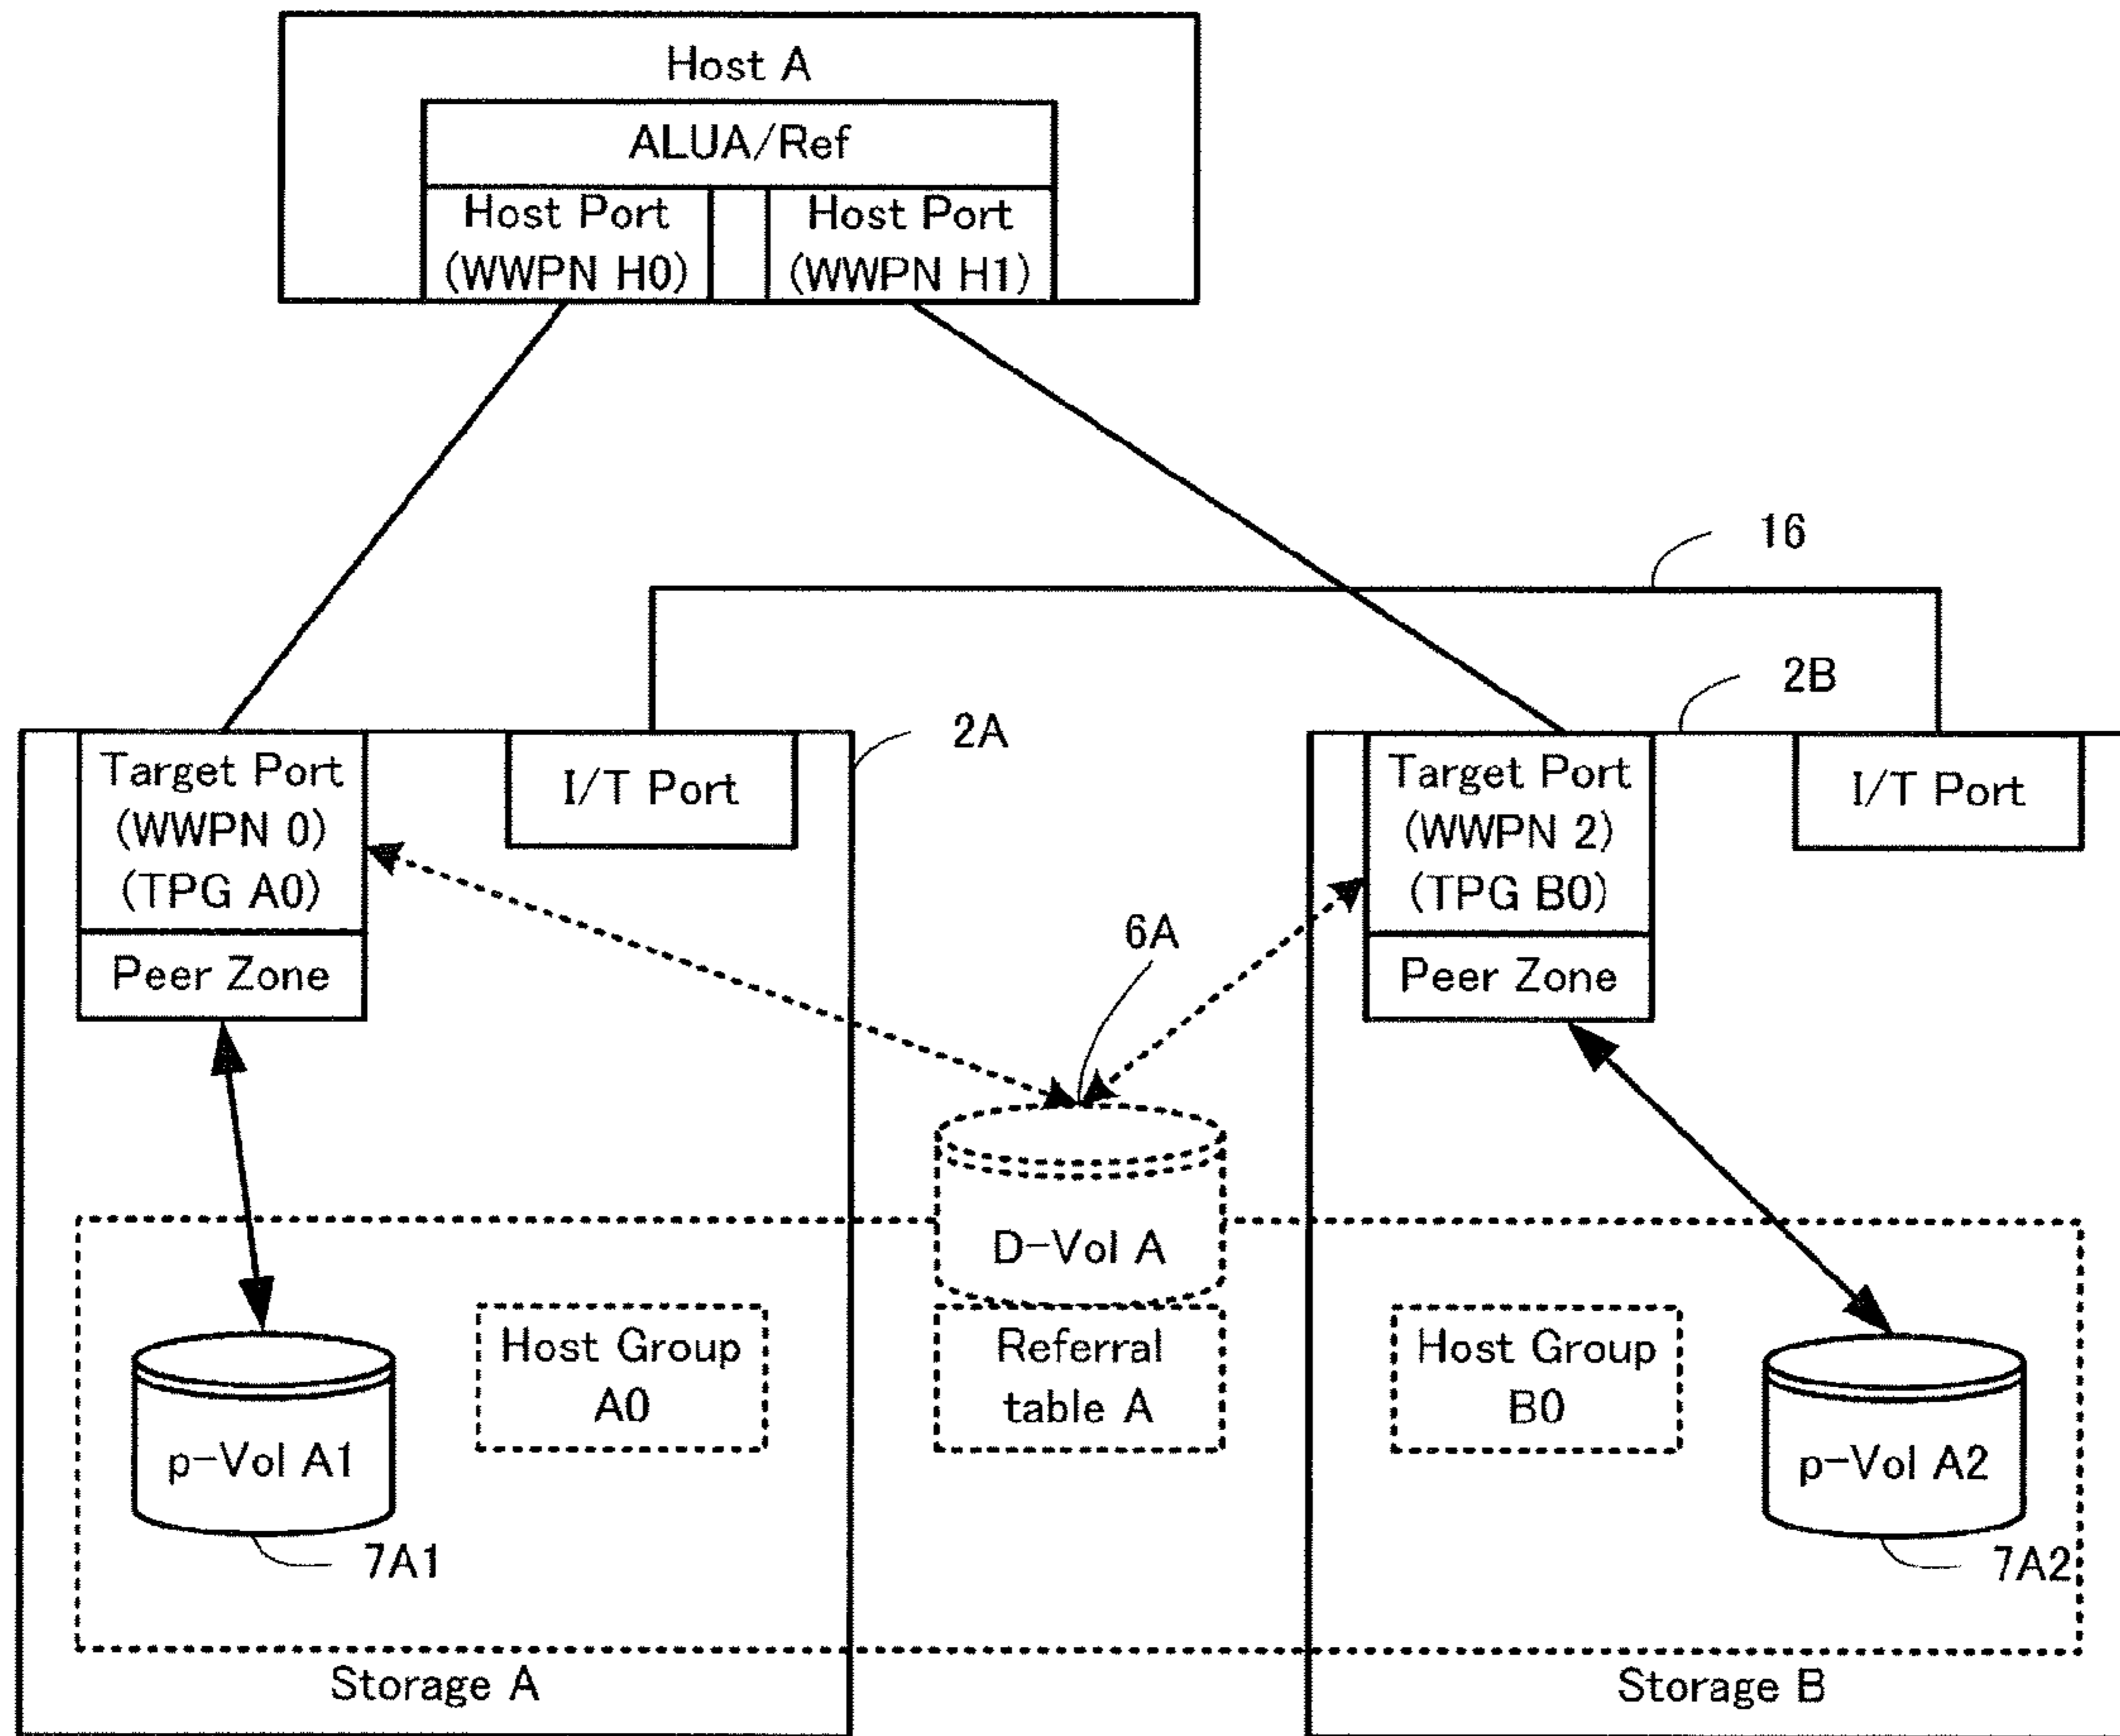 Host A
ALUA/Ref
Host Port
(WWPN H0)
Host Port
(WWPN H1)
16
2B
2A
Target Port
(WWPN 0)
(TPG A0)
Peer Zone
I/T Port
Target Port
(WWPN 2)
(TPG B0)
Peer Zone
I/T Port
6A
D-Vol A
Host Group
A0
Referral
table A
Host Group
B0
p-Vol A1
p-Vol A2
7A1
7A2
Storage A
Storage B